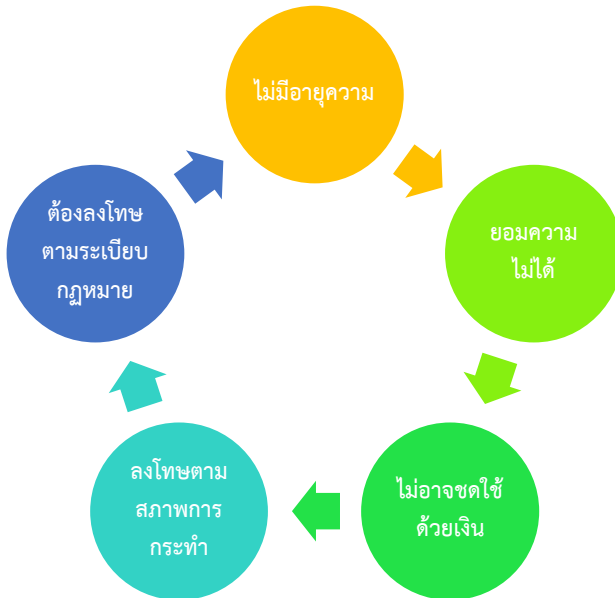 ไม่มีอายุความ
ยอมความ
ไม่ได้
ไม่อาจชดใช้
ด้วยเงิน
ลงโทษตาม
สภาพการ
กระทำ
ต้องลงโทษ
ตามระเบียบ
กฏหมาย